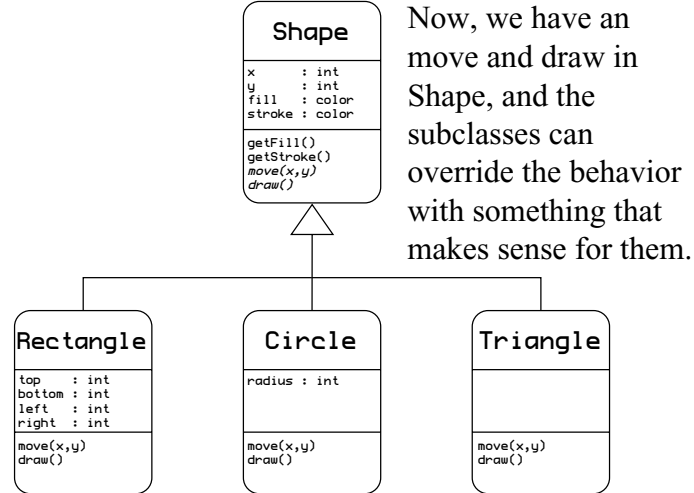 Shape
x : int
y : int
fill : color
stroke : color
getFill()
getStroke()
move(x,y)
draw()
Now, we have an
move and draw in
Shape, and the
subclasses can
override the behavior
with something that
makes sense for them.
Rectangle
top : int
bottom : int
left : int
right : int
move(x,y)
draw()
Circle
radius : int
move(x,y)
draw()
Triangle
move(x,y)
draw()